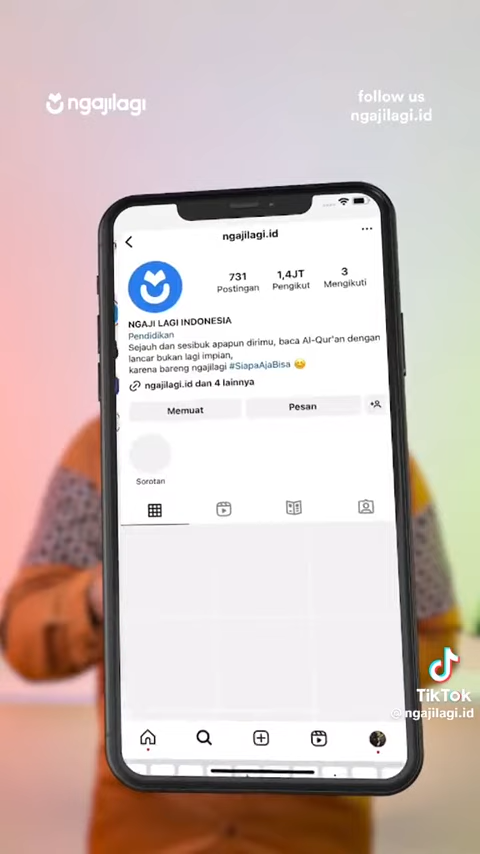 ngajilagi
follow us
ngajilagi.id
ngajilagi.id
731
Postingan
1,4JT
Pengikut
3
Mengikuti
NGAJI LAGI INDONESIA
Pendidikan
Sejauh dan sesibuk apapun dirimu, baca Al-Qur'an dengan
lancar bukan lagi impian,
karena bareng ngajilagi #SiapaAjaBisa 😊
ngajilagi.id dan 4 lainnya
Memuat
Pesan
Sorotan
TikTok
@ngajilagi.id